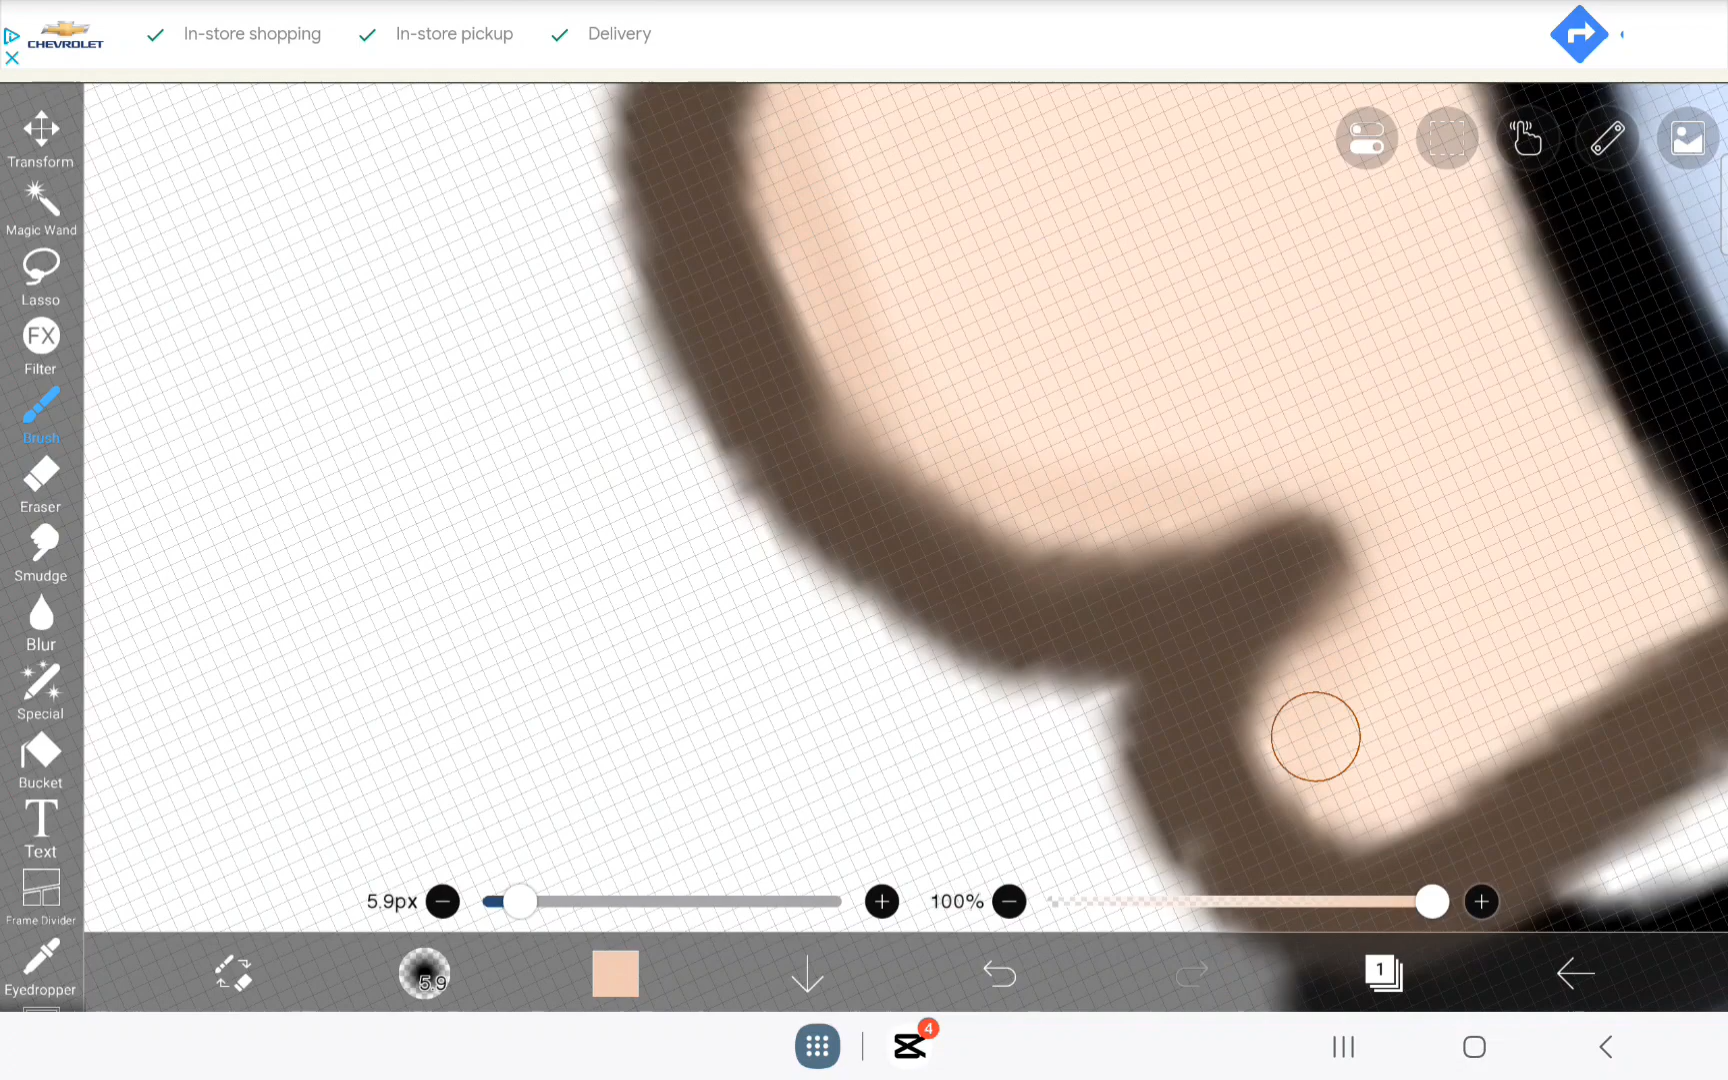 CHEVROLET
In-store shopping
In-store pickup
Delivery
Transform
Magic Wand
Lasso
FX
Filter
Brush
Eraser
Smudge
Blur
Special
Bucket
T
Text
Frame Divider
Eyedropper
5.9px
100%
5.9
1
4